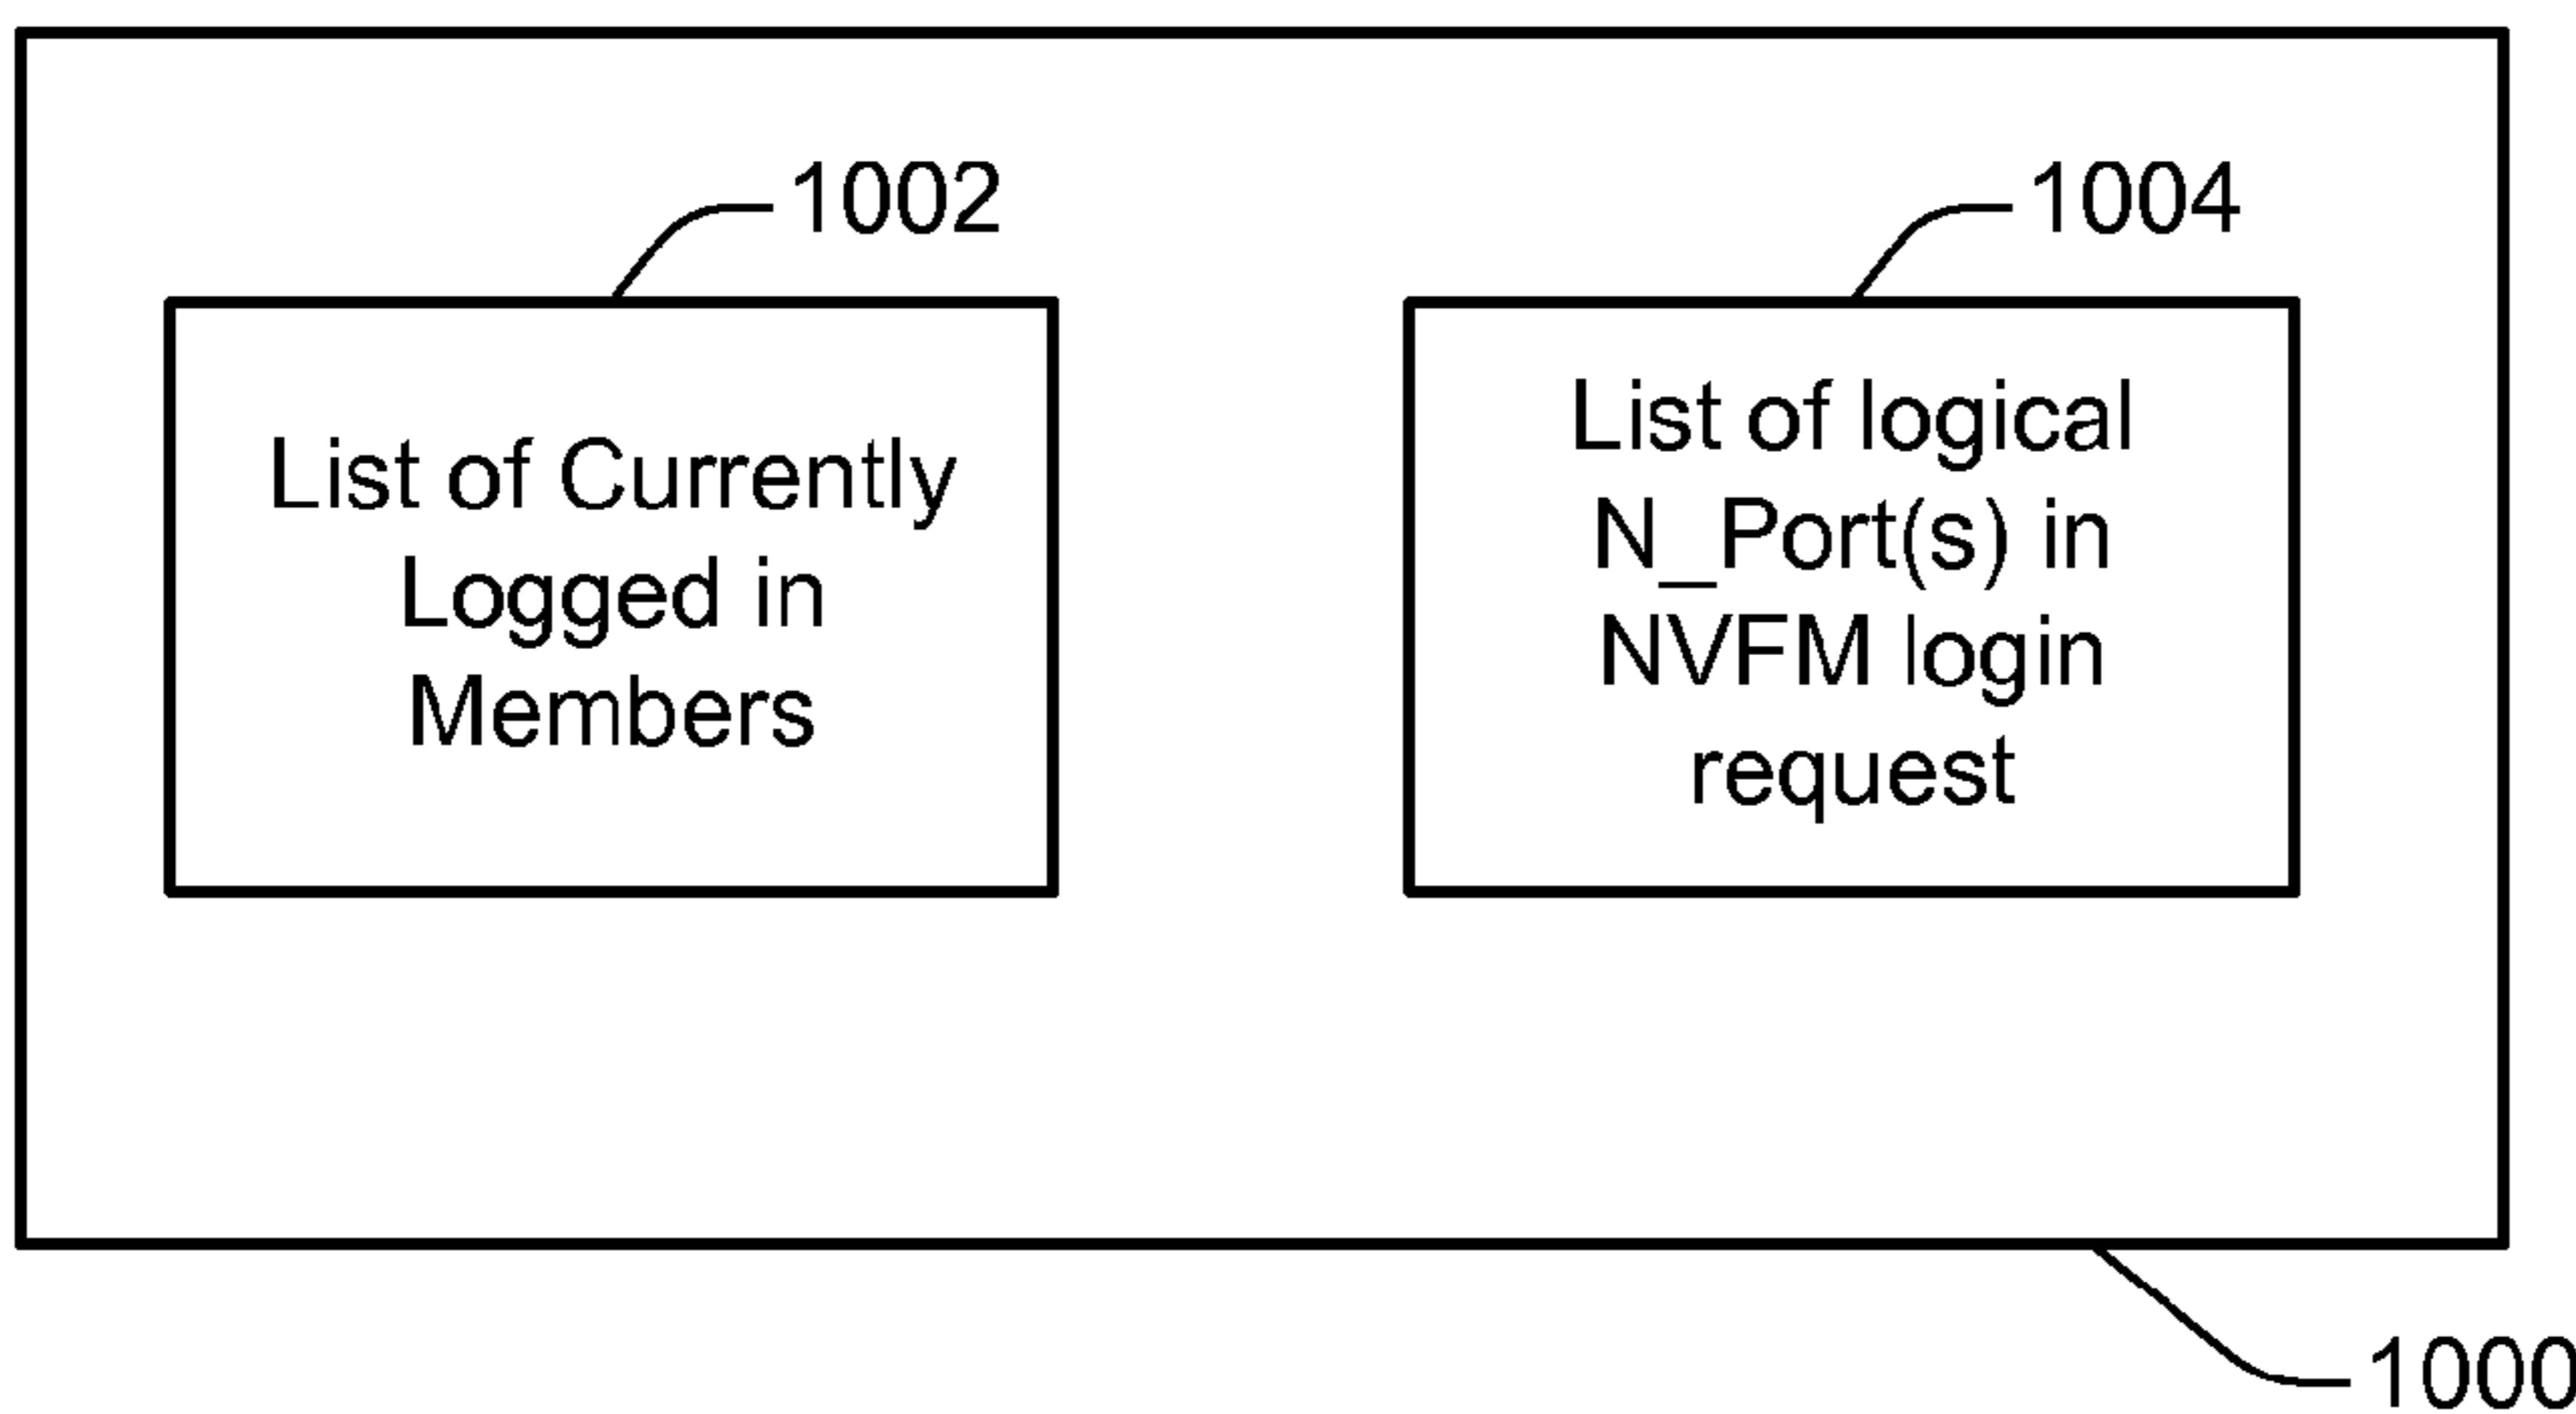 1002
1004
List of Currently
Logged in
Members
List of logical
N_Port(s) in
NVFM login
request
1000